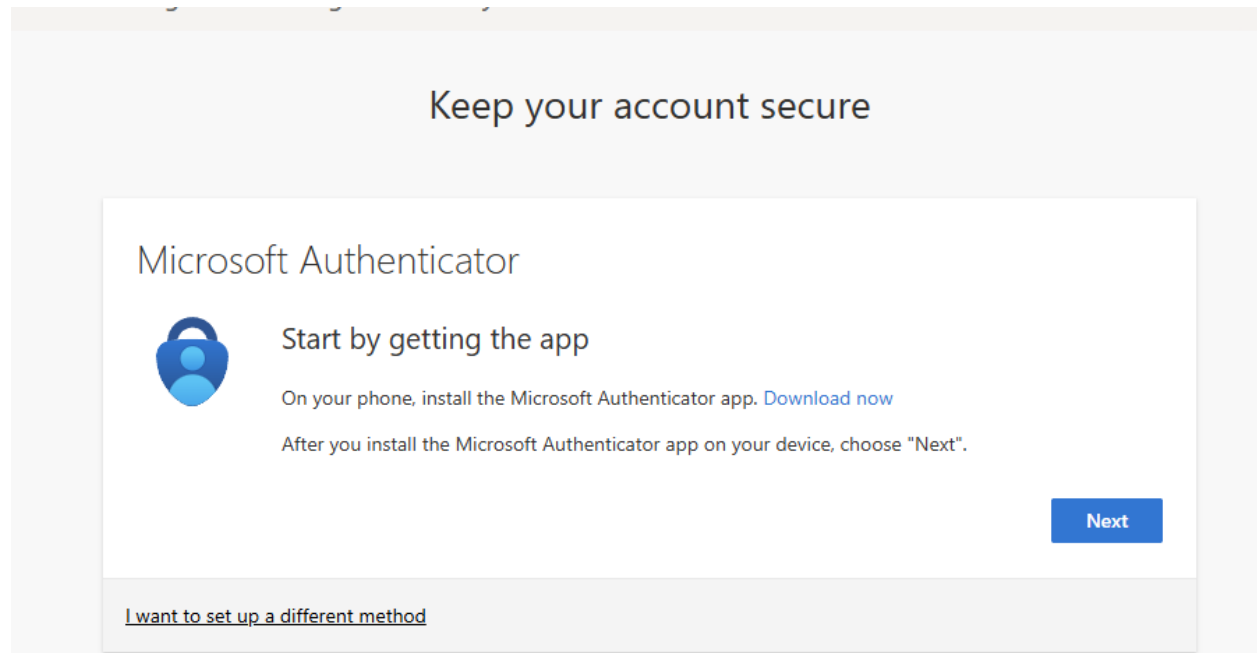 Keep your account secure
Microsoft Authenticator
Start by getting the app
On your phone, install the Microsoft Authenticator app. Download now
After you install the Microsoft Authenticator app on your device, choose "Next".
Next
I want to set up a different method